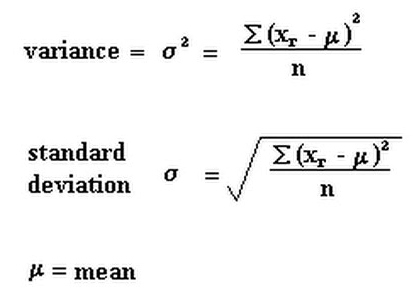 variance = σ² = Σ(xᵣ - μ)² / n
standard deviation σ = √(Σ(xᵣ - μ)² / n)
μ = mean